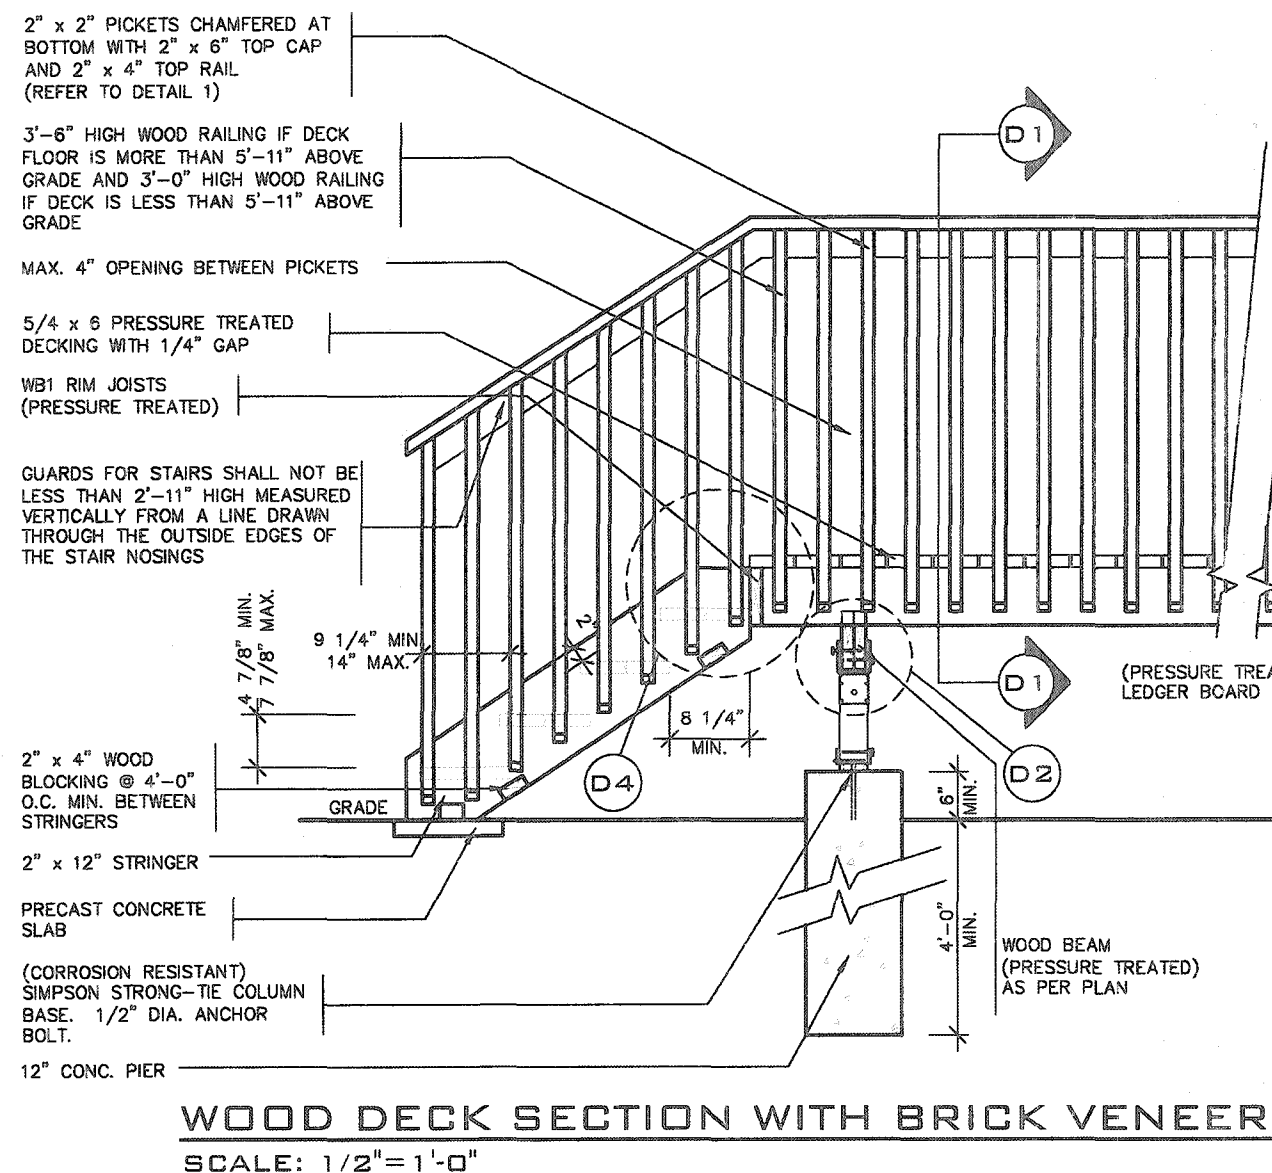 2" x 2" PICKETS CHAMFERED AT
BOTTOM WITH 2" x 6" TOP CAP
AND 2" x 4" TOP RAIL
(REFER TO DETAIL 1)
3'-6" HIGH WOOD RAILING IF DECK
FLOOR IS MORE THAN 5'-11" ABOVE
GRADE AND 3'-0" HIGH WOOD RAILING
IF DECK IS LESS THAN 5'-11" ABOVE
GRADE
MAX. 4" OPENING BETWEEN PICKETS
5/4 x 6 PRESSURE TREATED
DECKING WITH 1/4" GAP
WB1 RIM JOISTS
(PRESSURE TREATED)
GUARDS FOR STAIRS SHALL NOT BE
LESS THAN 2'-11" HIGH MEASURED
VERTICALLY FROM A LINE DRAWN
THROUGH THE OUTSIDE EDGES OF
THE STAIR NOSINGS
4 7/8" MIN.
7 7/8" MAX.
9 1/4" MIN
14" MAX.
2"
8 1/4"
MIN.
D1
D1
(PRESSURE TREA
LEDGER BOARD
D4
D2
2" x 4" WOOD
BLOCKING @ 4'-0"
O.C. MIN. BETWEEN
STRINGERS
GRADE
6"
MIN.
2" x 12" STRINGER
PRECAST CONCRETE
SLAB
4'-0"
MIN.
WOOD BEAM
(PRESSURE TREATED)
AS PER PLAN
(CORROSION RESISTANT)
SIMPSON STRONG-TIE COLUMN
BASE. 1/2" DIA. ANCHOR
BOLT.
12" CONC. PIER
WOOD DECK SECTION WITH BRICK VENEER
SCALE: 1/2"=1'-0"